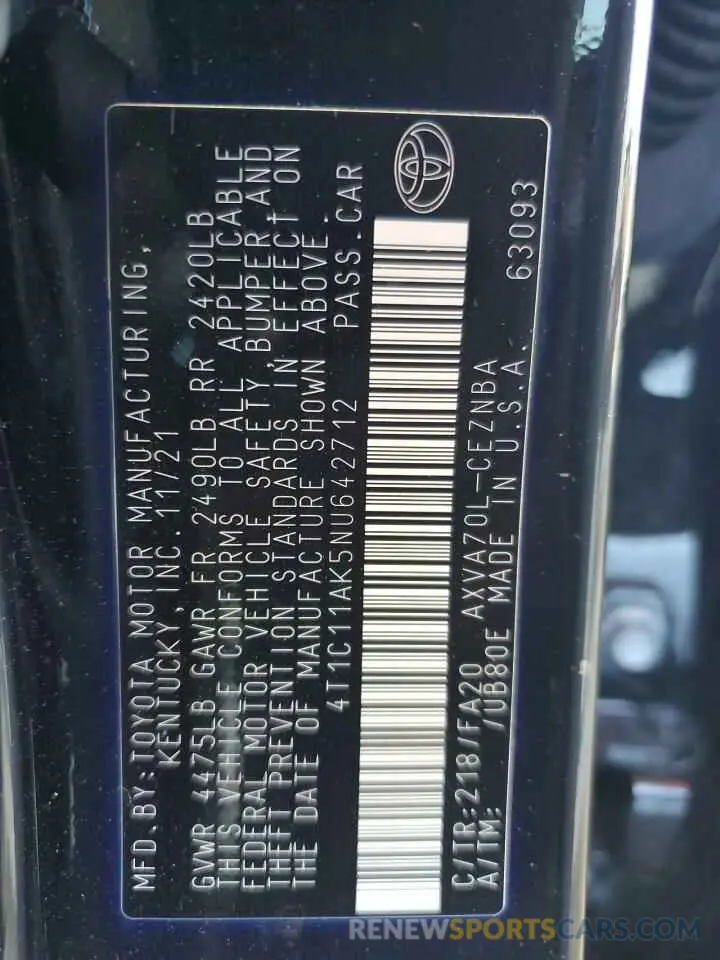 MFD.BY:TOYOTA MOTOR MANUFACTURING,
KENTUCKY, INC. 11/21
GVWR 4475LB GAWR FR 2490LB RR 2420LB
THIS VEHICLE CONFORMS TO ALL APPLICABLE
FEDERAL MOTOR VEHICLE SAFETY, BUMPER, AND
THEFT PREVENTION STANDARDS IN EFFECT ON
THE DATE OF MANUFACTURE SHOWN ABOVE.
4T1C11AK5NU642712 PASS.CAR
C/TR:218/FA20 AXVA70L-CEZNBA
A/TM: /UB80E MADE IN U.S.A. 63093
RENEWSPORTSCARS.COM